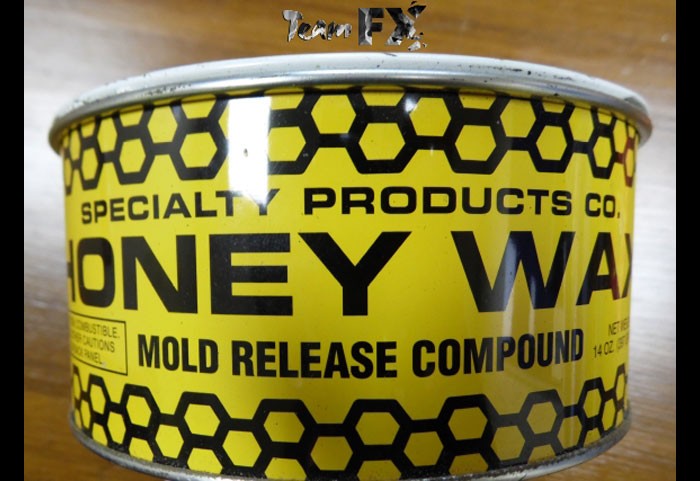 Team FX
SPECIALTY PRODUCTS CO.
HONEY WAX
MOLD RELEASE COMPOUND
COMBUSTIBLE.
CAUTIONS
PANEL.
NET
14 OZ.